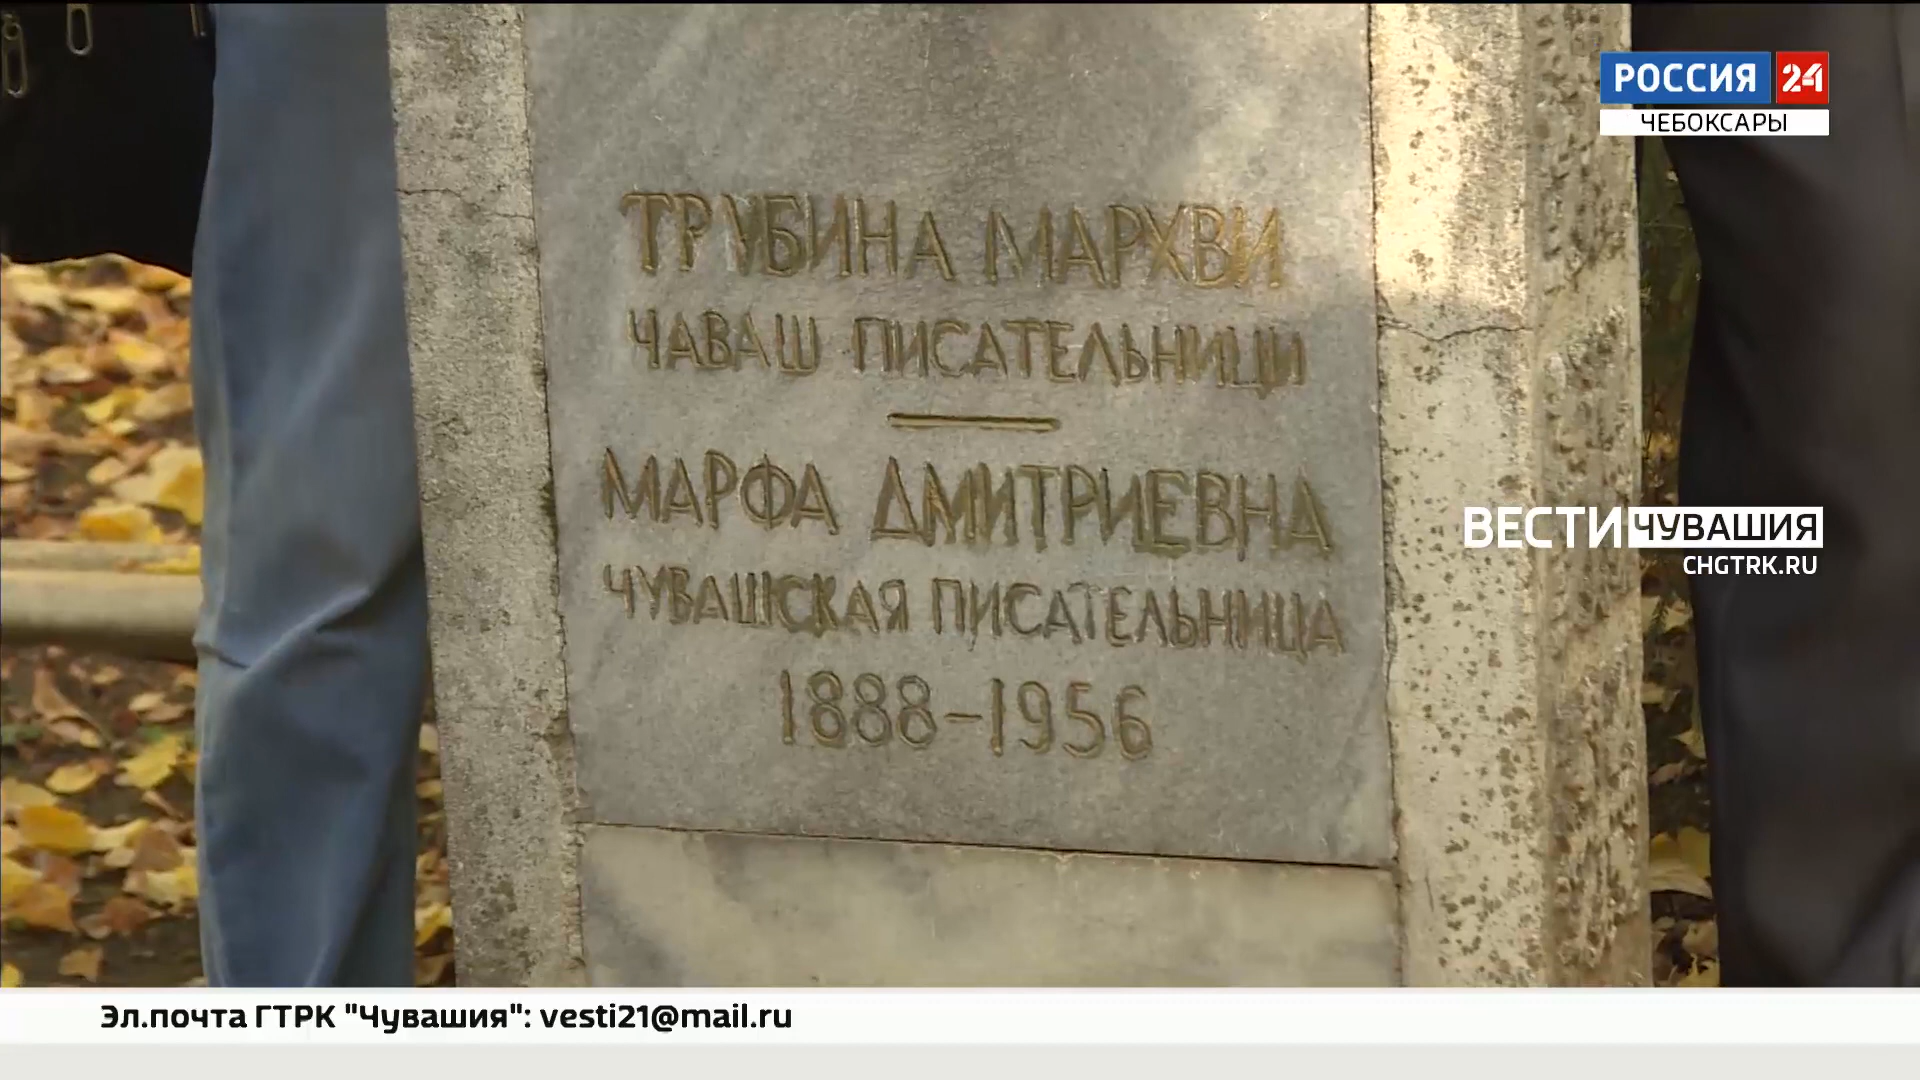 РОССИЯ 24
ЧЕБОКСАРЫ
ТРУБИНА МАРХВИ
ЧАВАШ ПИСАТЕЛЬНИЦИ
МАРФА ДМИТРИЕВНА
ЧУВАШСКАЯ ПИСАТЕЛЬНИЦА
1888-1956
ВЕСТИ ЧУВАШИЯ
CHGTRK.RU
Эл.почта ГТРК "Чувашия": vesti21@mail.ru